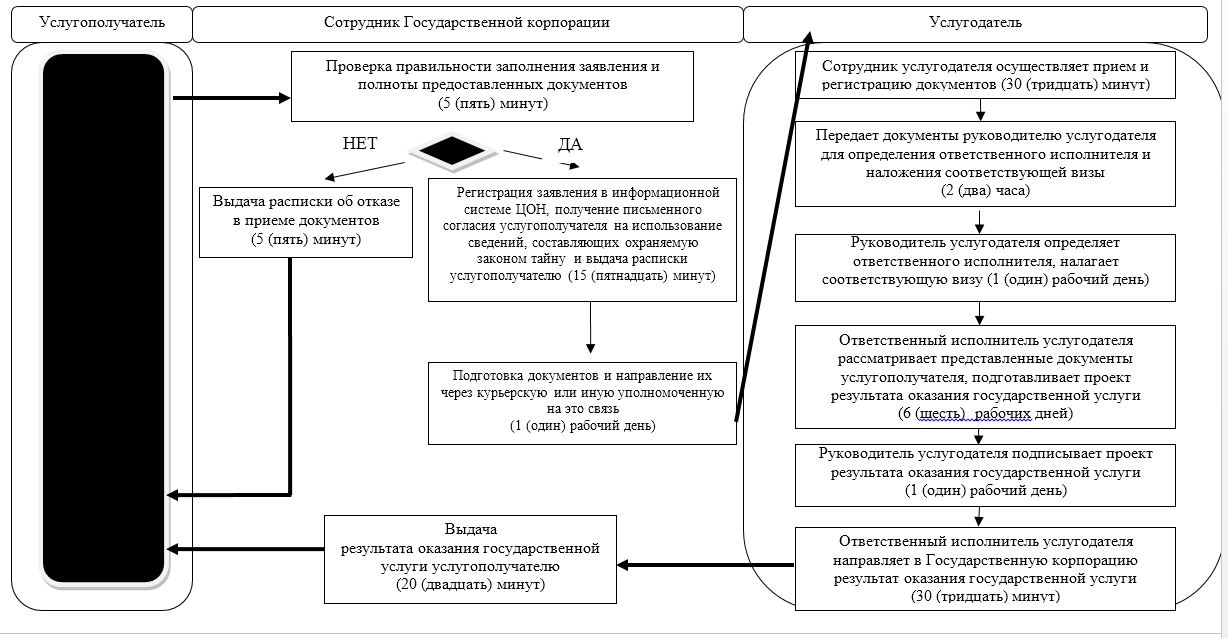 Услугополучатель
Сотрудник Государственной корпорации
Услугодатель
Проверка правильности заполнения заявления и
полноты предоставленных документов
(5 (пять) минут)
НЕТ
ДА
Выдача расписки об отказе
в приеме документов
(5 (пять) минут)
Регистрация заявления в информационной
системе ЦОН, получение письменного
согласия услугополучателя на использование
сведений, составляющих охраняемую
законом тайну и выдача расписки
услугополучателю (15 (пятнадцать) минут)
Подготовка документов и направление их
через курьерскую или иную уполномоченную
на это связь
(1 (один) рабочий день)
Выдача
результата оказания государственной
услуги услугополучателю
(20 (двадцать) минут)
Сотрудник услугодателя осуществляет прием и
регистрацию документов (30 (тридцать) минут)
Передает документы руководителю услугодателя
для определения ответственного исполнителя и
наложения соответствующей визы
(2 (два) часа)
Руководитель услугодателя определяет
ответственного исполнителя, налагает
соответствующую визу (1 (один) рабочий день)
Ответственный исполнитель услугодателя
рассматривает представленные документы
услугополучателя, подготавливает проект
результата оказания государственной услуги
(6 (шесть) рабочих дней)
Руководитель услугодателя подписывает проект
результата оказания государственной услуги
(1 (один) рабочий день)
Ответственный исполнитель услугодателя
направляет в Государственную корпорацию
результат оказания государственной услуги
(30 (тридцать) минут)